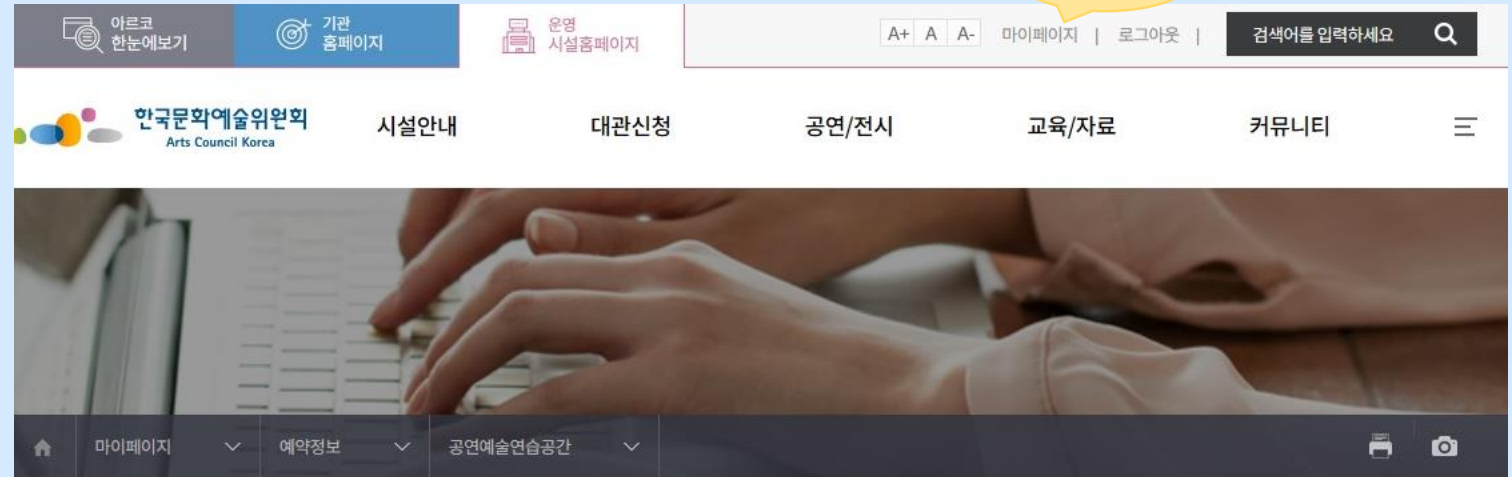 아르코
한눈에보기
기관
홈페이지
운영
시설홈페이지
A+ A A-
마이페이지 | 로그아웃 |
검색어를 입력하세요
한국문화예술위원회
Arts Council Korea
시설안내
대관신청
공연/전시
교육/자료
커뮤니티
마이페이지
예약정보
공연예술연습공간